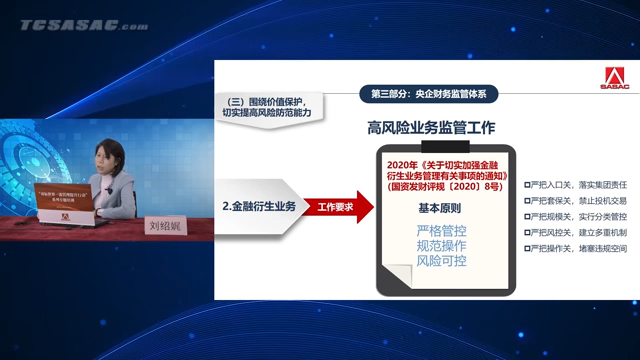 TCSASAC.com
SASAC
第三部分：央企财务监管体系
（三）围绕价值保护，
切实提高风险防范能力
高风险业务监管工作
2020年《关于切实加强金融
衍生业务管理有关事项的通知》
（国资发财评规〔2020〕8号）
基本原则
严格管控
规范操作
风险可控
2.金融衍生业务
工作要求
严把入口关，落实集团责任
严把套保关，禁止投机交易
严把规模关，实行分类管控
严把风控关，建立多重机制
严把操作关，堵塞违规空间
系列专题培训
刘绍娓